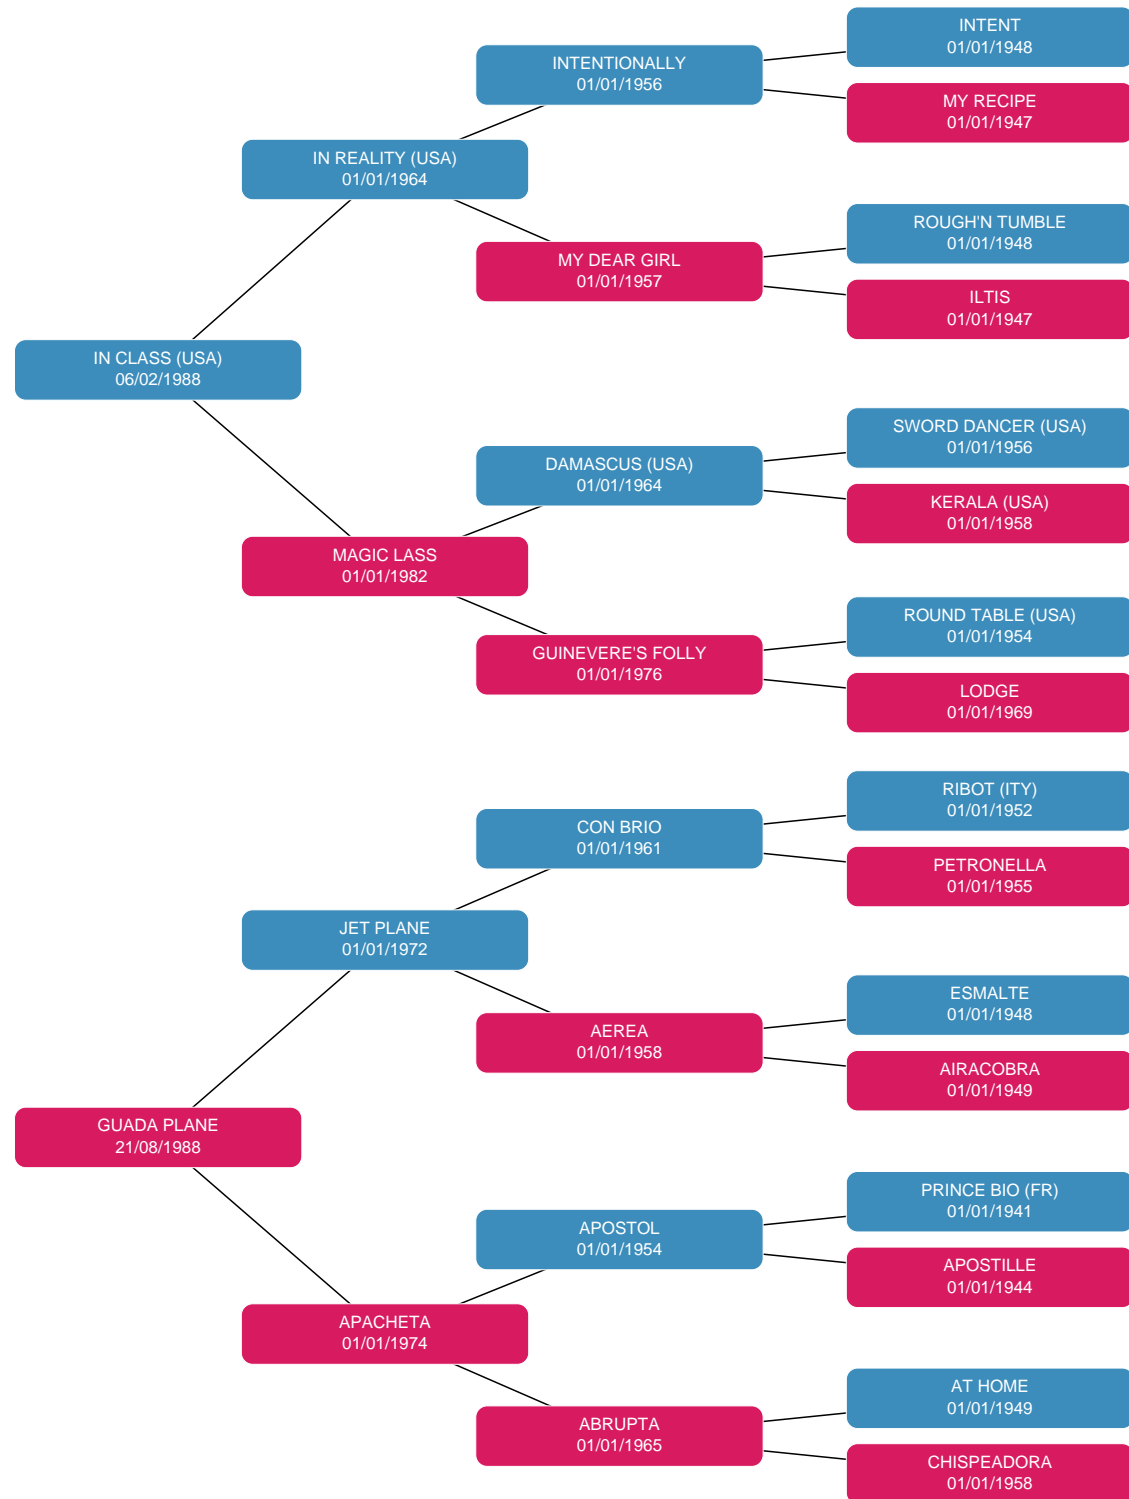 INTENT
01/01/1948
INTENTIONALLY
01/01/1956
MY RECIPE
01/01/1947
IN REALITY (USA)
01/01/1964
ROUGH'N TUMBLE
01/01/1948
MY DEAR GIRL
01/01/1957
ILTIS
01/01/1947
IN CLASS (USA)
06/02/1988
SWORD DANCER (USA)
01/01/1956
DAMASCUS (USA)
01/01/1964
KERALA (USA)
01/01/1958
MAGIC LASS
01/01/1982
ROUND TABLE (USA)
01/01/1954
GUINEVERE'S FOLLY
01/01/1976
LODGE
01/01/1969
RIBOT (ITY)
01/01/1952
CON BRIO
01/01/1961
PETRONELLA
01/01/1955
JET PLANE
01/01/1972
ESMALTE
01/01/1948
AEREA
01/01/1958
AIRACOBRA
01/01/1949
GUADA PLANE
21/08/1988
PRINCE BIO (FR)
01/01/1941
APOSTOL
01/01/1954
APOSTILLE
01/01/1944
APACHETA
01/01/1974
AT HOME
01/01/1949
ABRUPTA
01/01/1965
CHISPEADORA
01/01/1958